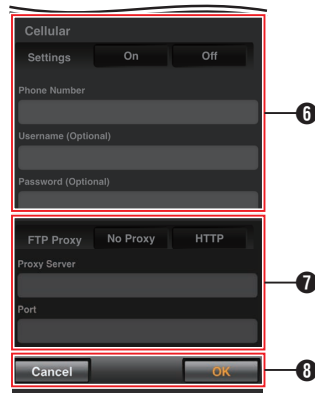 Cellular
Settings On Off
Phone Number
Username (Optional)
Password (Optional)
6
FTP Proxy No Proxy HTTP
Proxy Server
Port
7
Cancel OK
8